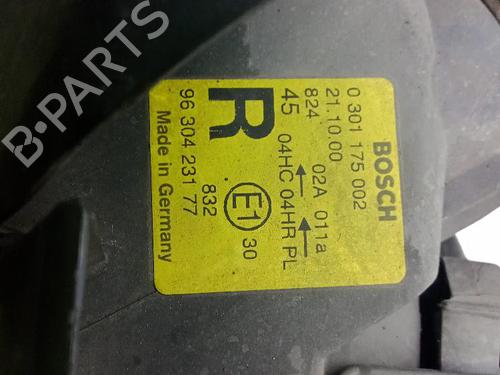 BOSCH
0 301 175 002
21.10.00
824 02A 011a
45 04HC 04HR PL
R E1 30
832
96 304 231 77
Made in Germany
B-PARTS